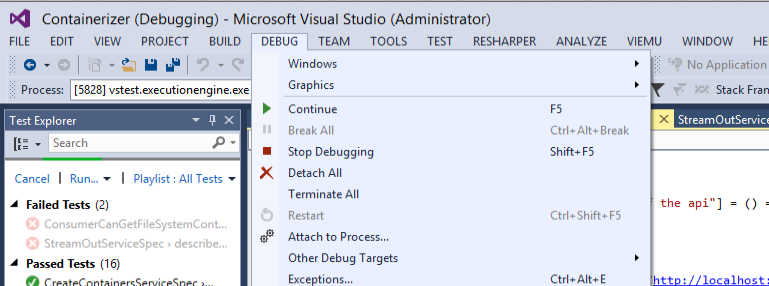 Containerizer (Debugging) - Microsoft Visual Studio (Administrator)
FILE EDIT VIEW PROJECT BUILD DEBUG TEAM TOOLS TEST RESHARPER ANALYZE VIEMU WINDOW HE
No Application
Process: [5828] vstest.executionengine.exe
Stack Fran
Test Explorer
Search
Cancel | Run... | Playlist : All Tests
Failed Tests (2)
ConsumerCanGetFileSystemCont...
StreamOutServiceSpec › describe...
Passed Tests (16)
CreateContainersServiceSpec ›...
Windows
Graphics
Continue F5
Break All Ctrl+Alt+Break
Stop Debugging Shift+F5
Detach All
Terminate All
Restart Ctrl+Shift+F5
Attach to Process...
Other Debug Targets
Exceptions... Ctrl+Alt+E
StreamOutService
f the api"] = () =
http://localhost: